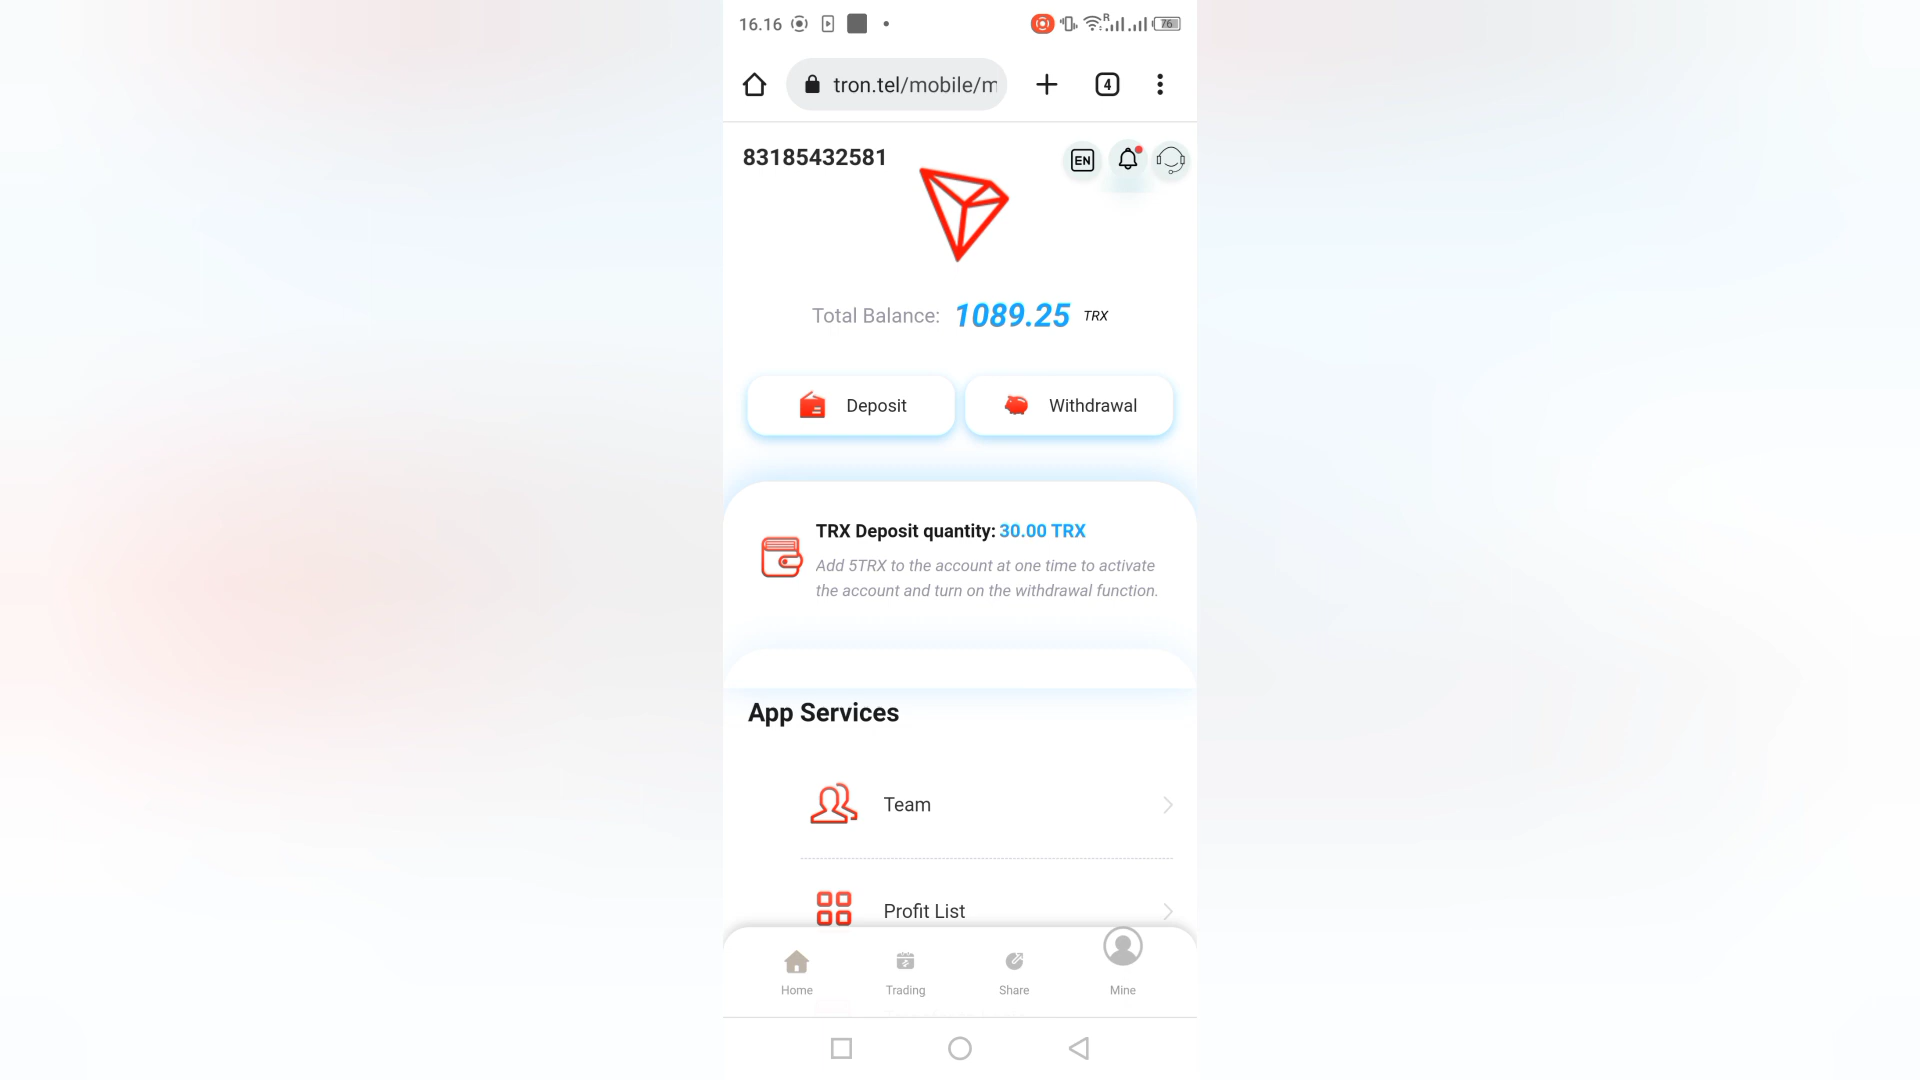 16.16
R
76
tron.tel/mobile/m
4
83185432581
EN
Total Balance: 1089.25 TRX
Deposit
Withdrawal
TRX Deposit quantity: 30.00 TRX
Add 5TRX to the account at one time to activate
the account and turn on the withdrawal function.
App Services
Team
Profit List
Home
Trading
Share
Mine